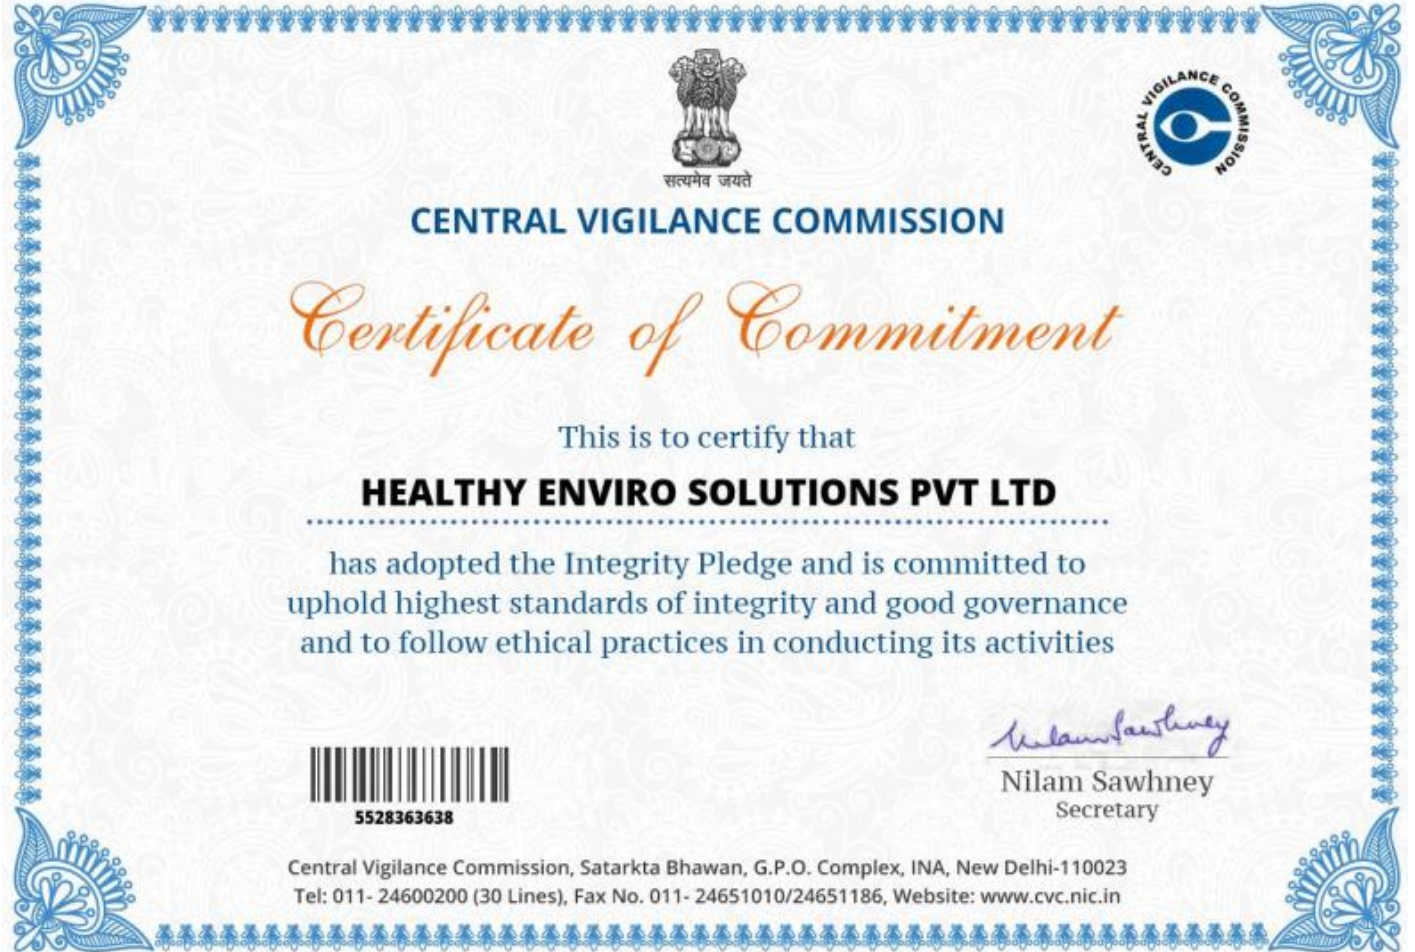 CENTRAL VIGILANCE COMMISSION
सत्यमेव जयते
CENTRAL VIGILANCE COMMISSION
Certificate of Commitment
This is to certify that
HEALTHY ENVIRO SOLUTIONS PVT LTD
has adopted the Integrity Pledge and is committed to
uphold highest standards of integrity and good governance
and to follow ethical practices in conducting its activities
Nilam Sawhney
Nilam Sawhney
Secretary
5528363638
Central Vigilance Commission, Satarkta Bhawan, G.P.O. Complex, INA, New Delhi-110023
Tel: 011- 24600200 (30 Lines), Fax No. 011- 24651010/24651186, Website: www.cvc.nic.in